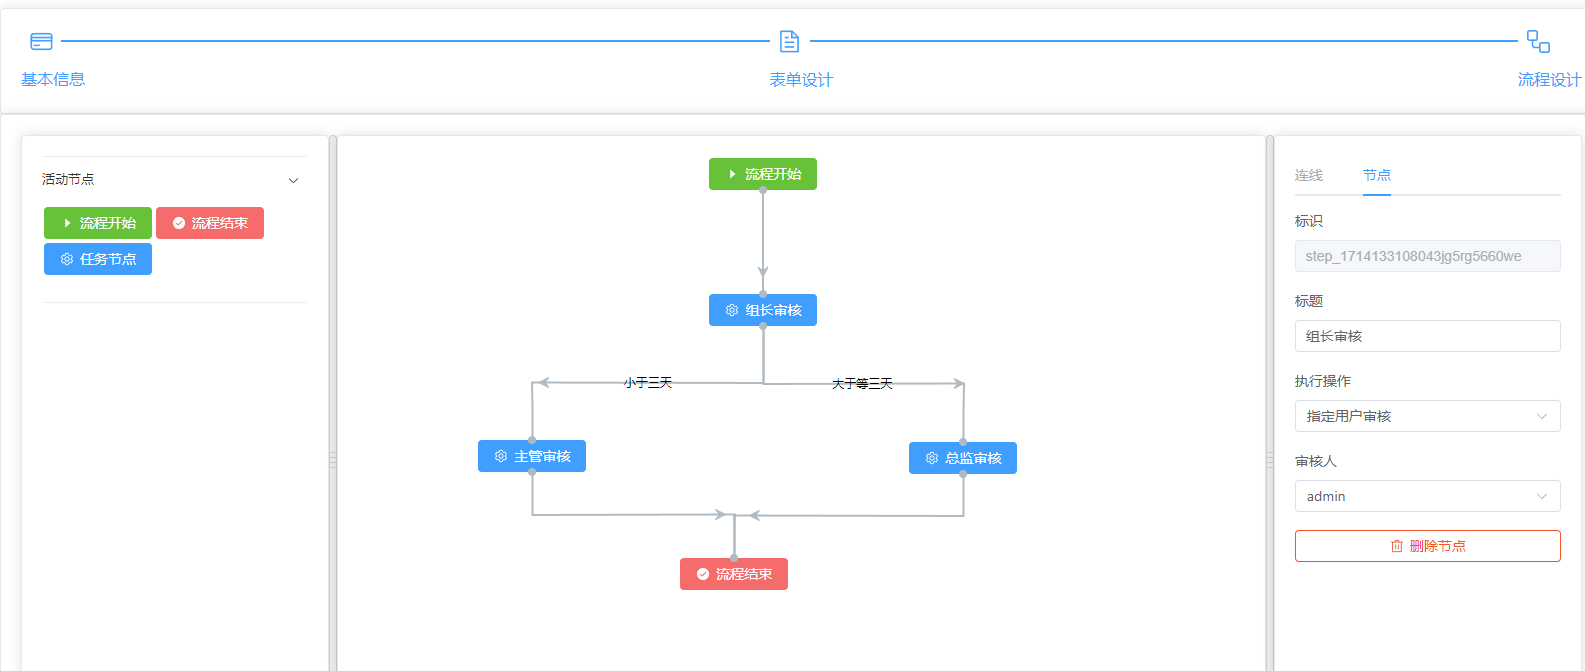 基本信息
表单设计
流程设计
活动节点
流程开始
流程结束
任务节点
流程开始
组长审核
小于三天
大于等三天
主管审核
总监审核
流程结束
连线
节点
标识
step_1714133108043jg5rg5660we
标题
组长审核
执行操作
指定用户审核
审核人
admin
删除节点